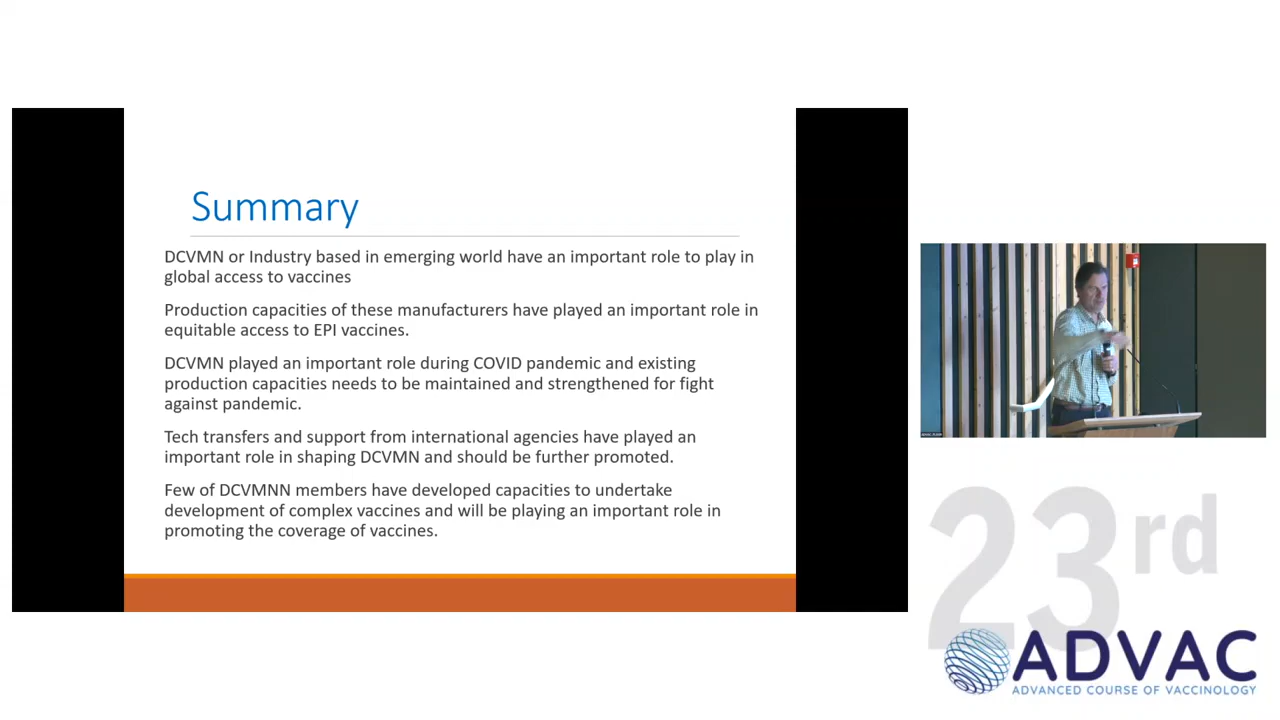 Summary
DCVMN or Industry based in emerging world have an important role to play in
global access to vaccines
Production capacities of these manufacturers have played an important role in
equitable access to EPI vaccines.
DCVMN played an important role during COVID pandemic and existing
production capacities needs to be maintained and strengthened for fight
against pandemic.
Tech transfers and support from international agencies have played an
important role in shaping DCVMN and should be further promoted.
Few of DCVMNN members have developed capacities to undertake
development of complex vaccines and will be playing an important role in
promoting the coverage of vaccines.
23rd
ADVAC
ADVANCED COURSE OF VACCINOLOGY